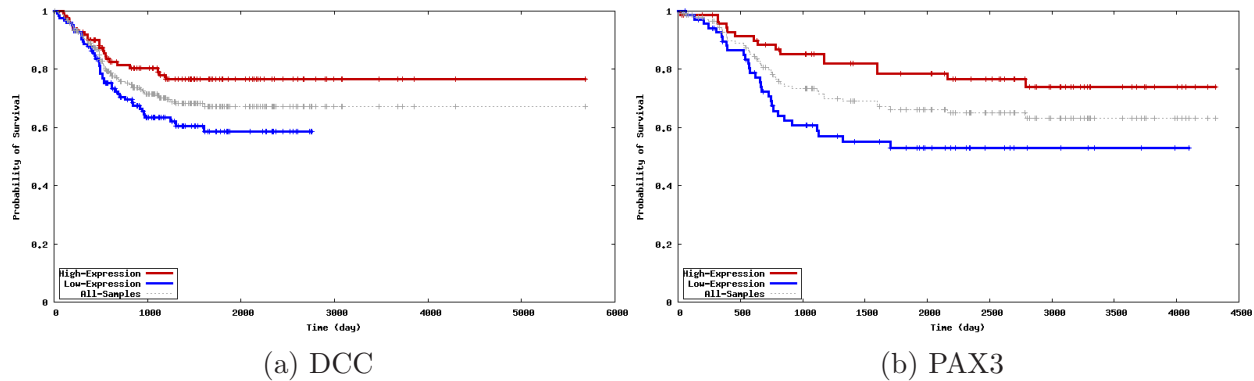 1
0.8
0.6
0.4
0.2
0
Probability of Survival
High-Expression
Low-Expression
All-Samples
0 1000 2000 3000 4000 5000 6000
Time (day)
(a) DCC
1
0.8
0.6
0.4
0.2
0
Probability of Survival
High-Expression
Low-Expression
All-Samples
0 500 1000 1500 2000 2500 3000 3500 4000 4500
Time (day)
(b) PAX3